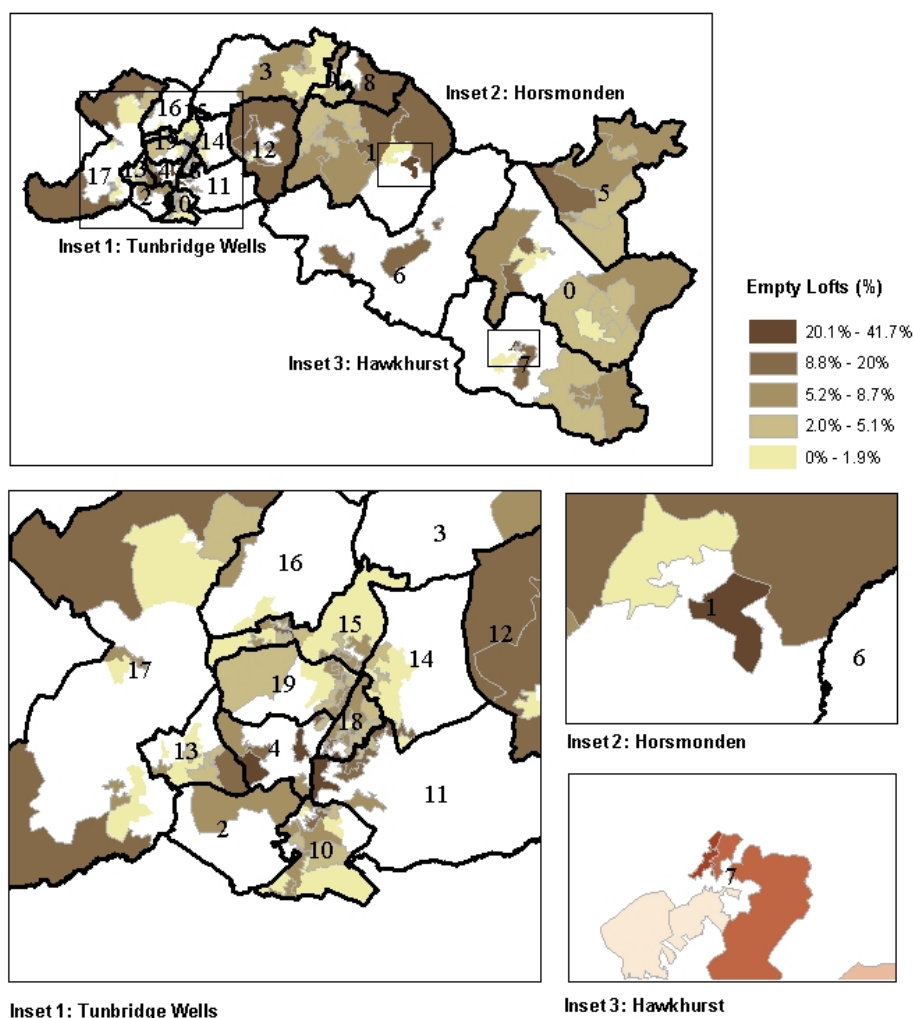 3
8
Inset 2: Horsmonden
16
14
12
1
17
13
4
11
2
10
5
Inset 1: Tunbridge Wells
6
0
Empty Lofts (%)
20.1% - 41.7%
8.8% - 20%
5.2% - 8.7%
2.0% - 5.1%
0% - 1.9%
Inset 3: Hawkhurst
7
3
16
15
12
14
17
19
18
13
4
11
2
10
1
6
Inset 2: Horsmonden
7
Inset 1: Tunbridge Wells
Inset 3: Hawkhurst